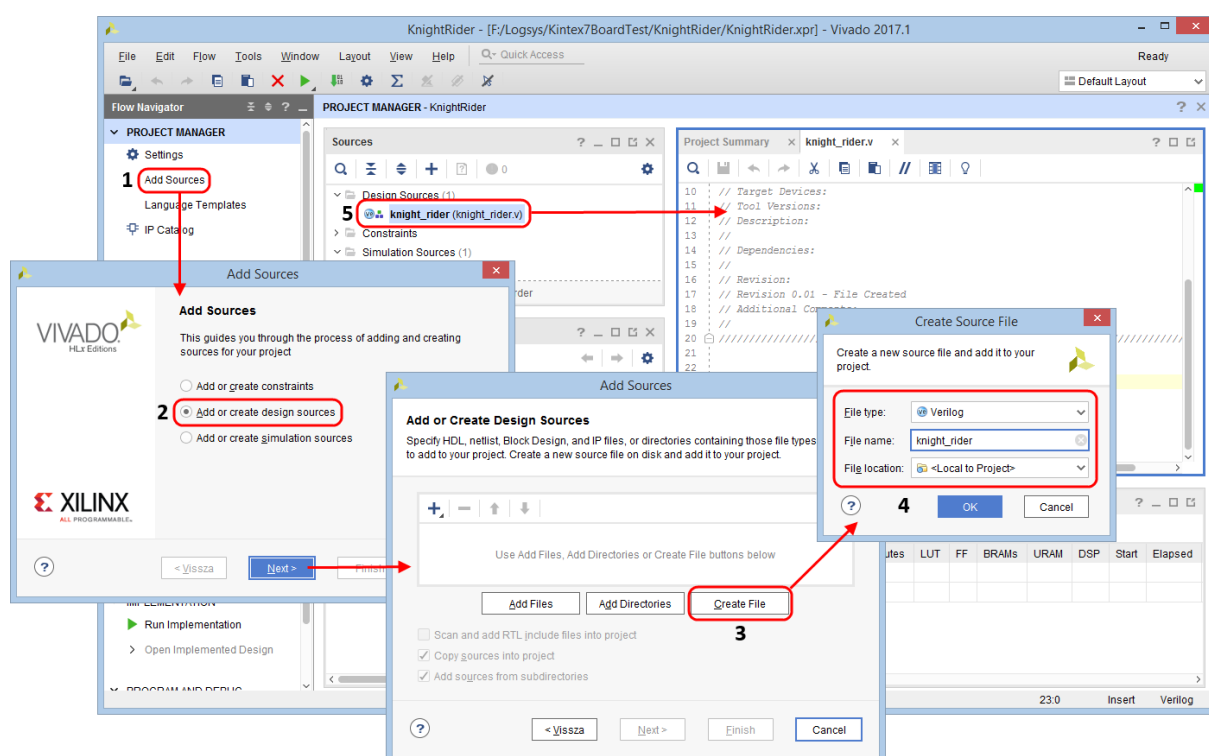 KnightRider - [F:/Logsys/Kintex7BoardTest/KnightRider/KnightRider.xpr] - Vivado 2017.1
File Edit Flow Tools Window Layout View Help Q- Quick Access Ready
Default Layout
Flow Navigator
PROJECT MANAGER - KnightRider
PROJECT MANAGER
Settings
1 Add Sources
Language Templates
IP Catalog
Sources
0
Design Sources (1)
5 knight_rider (knight_rider.v)
Constraints
Simulation Sources (1)
Project Summary knight_rider.v
10 // Target Devices:
11 // Tool Versions:
12 // Description:
13 //
14 // Dependencies:
15 //
16 // Revision:
17 // Revision 0.01 - File Created
18 // Additional
19 //
20
21
22
Add Sources
VIVADO
HLx Editions
Add Sources
This guides you through the process of adding and creating
sources for your project
Add or create constraints
2 Add or create design sources
Add or create simulation sources
XILINX
ALL PROGRAMMABLE
? < Vissza Next > Finish
Add Sources
Add or Create Design Sources
Specify HDL, netlist, Block Design, and IP files, or directories containing those file types
to add to your project. Create a new source file on disk and add it to your project.
Use Add Files, Add Directories or Create File buttons below
Add Files Add Directories Create File
3
Scan and add RTL include files into project
Copy sources into project
Add sources from subdirectories
? < Vissza Next > Finish Cancel
Create Source File
Create a new source file and add it to your
project.
File type: Verilog
File name: knight_rider
File location: <Local to Project>
? 4 OK Cancel
LUT FF BRAMs URAM DSP Start Elapsed
Run Implementation
Open Implemented Design
23:0 Insert Verilog